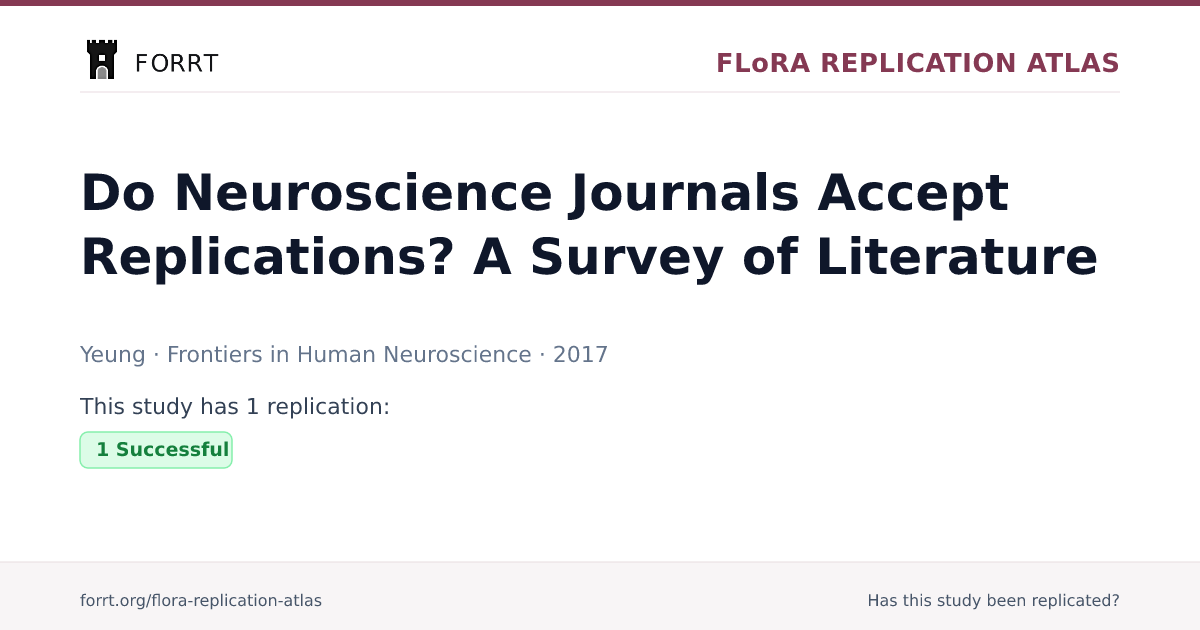 FORRT
FLoRA REPLICATION ATLAS
Do Neuroscience Journals Accept
Replications? A Survey of Literature
Yeung · Frontiers in Human Neuroscience · 2017
This study has 1 replication:
1 Successful
forrt.org/flora-replication-atlas
Has this study been replicated?